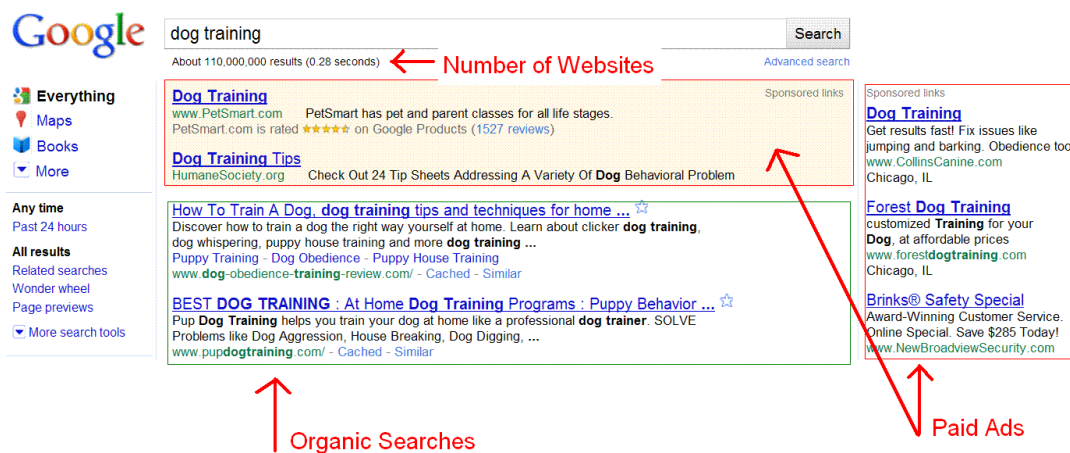 Google
dog training
Search
About 110,000,000 results (0.28 seconds)
Number of Websites
Advanced search
Everything
Maps
Books
More
Any time
Past 24 hours
All results
Related searches
Wonder wheel
Page previews
More search tools
Dog Training
Sponsored links
www.PetSmart.com PetSmart has pet and parent classes for all life stages.
PetSmart.com is rated ★★★★★ on Google Products (1527 reviews)
Dog Training Tips
HumaneSociety.org Check Out 24 Tip Sheets Addressing A Variety Of Dog Behavioral Problem
How To Train A Dog, dog training tips and techniques for home ...
Discover how to train a dog the right way yourself at home. Learn about clicker dog training,
dog whispering, puppy house training and more dog training ...
Puppy Training - Dog Obedience - Puppy House Training
www.dog-obedience-training-review.com/ - Cached - Similar
BEST DOG TRAINING : At Home Dog Training Programs : Puppy Behavior ...
Pup Dog Training helps you train your dog at home like a professional dog trainer. SOLVE
Problems like Dog Aggression, House Breaking, Dog Digging, ...
www.pupdogtraining.com/ - Cached - Similar
Organic Searches
Sponsored links
Dog Training
Get results fast! Fix issues like
jumping and barking. Obedience too
www.CollinsCanine.com
Chicago, IL
Forest Dog Training
customized Training for your
Dog, at affordable prices
www.forestdogtraining.com
Chicago, IL
Brinks® Safety Special
Award-Winning Customer Service.
Online Special. Save $285 Today!
www.NewBroadviewSecurity.com
Paid Ads